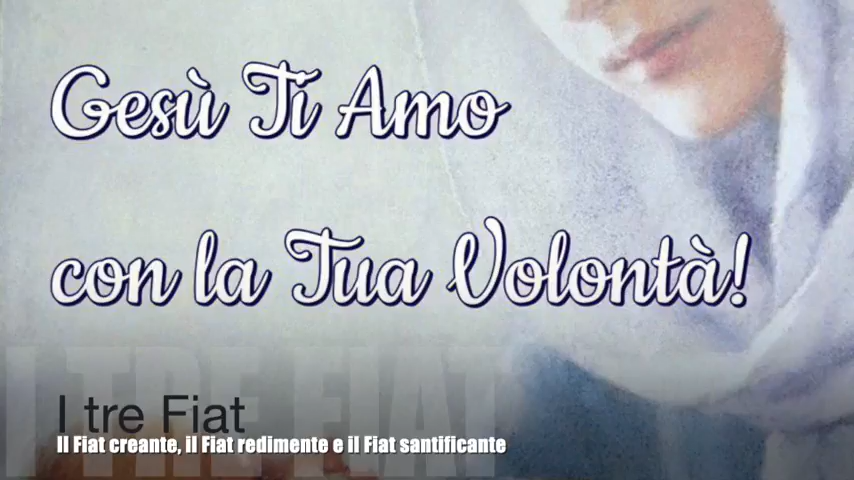 Gesù Ti Amo
con la Tua Volontà!
I TRE FIAT
I tre Fiat
Il Fiat creante, il Fiat redimente e il Fiat santificante